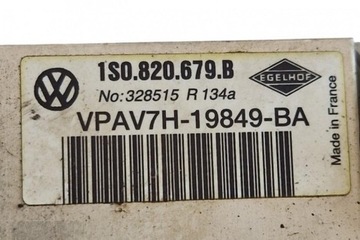 1S0.820.679.B
EGELHOF
No:328515 R 134a
VPAV7H-19849-BA
Made in France